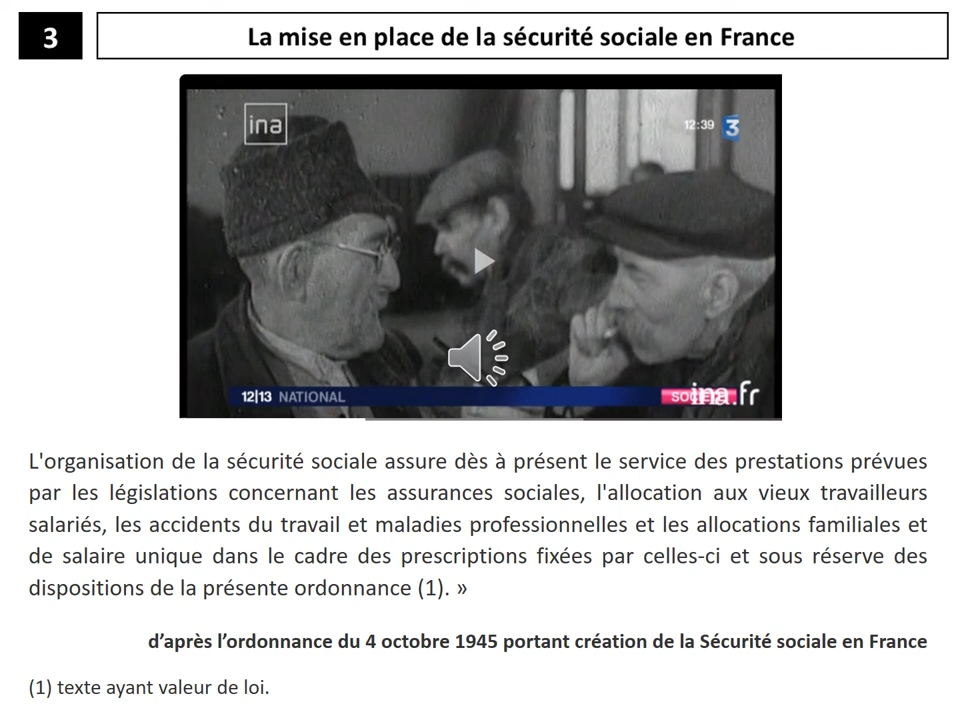 3
La mise en place de la sécurité sociale en France
ina
12:39 3
12|13 NATIONAL
ina.fr
L'organisation de la sécurité sociale assure dès à présent le service des prestations prévues
par les législations concernant les assurances sociales, l'allocation aux vieux travailleurs
salariés, les accidents du travail et maladies professionnelles et les allocations familiales et
de salaire unique dans le cadre des prescriptions fixées par celles-ci et sous réserve des
dispositions de la présente ordonnance (1). »
d’après l’ordonnance du 4 octobre 1945 portant création de la Sécurité sociale en France
(1) texte ayant valeur de loi.